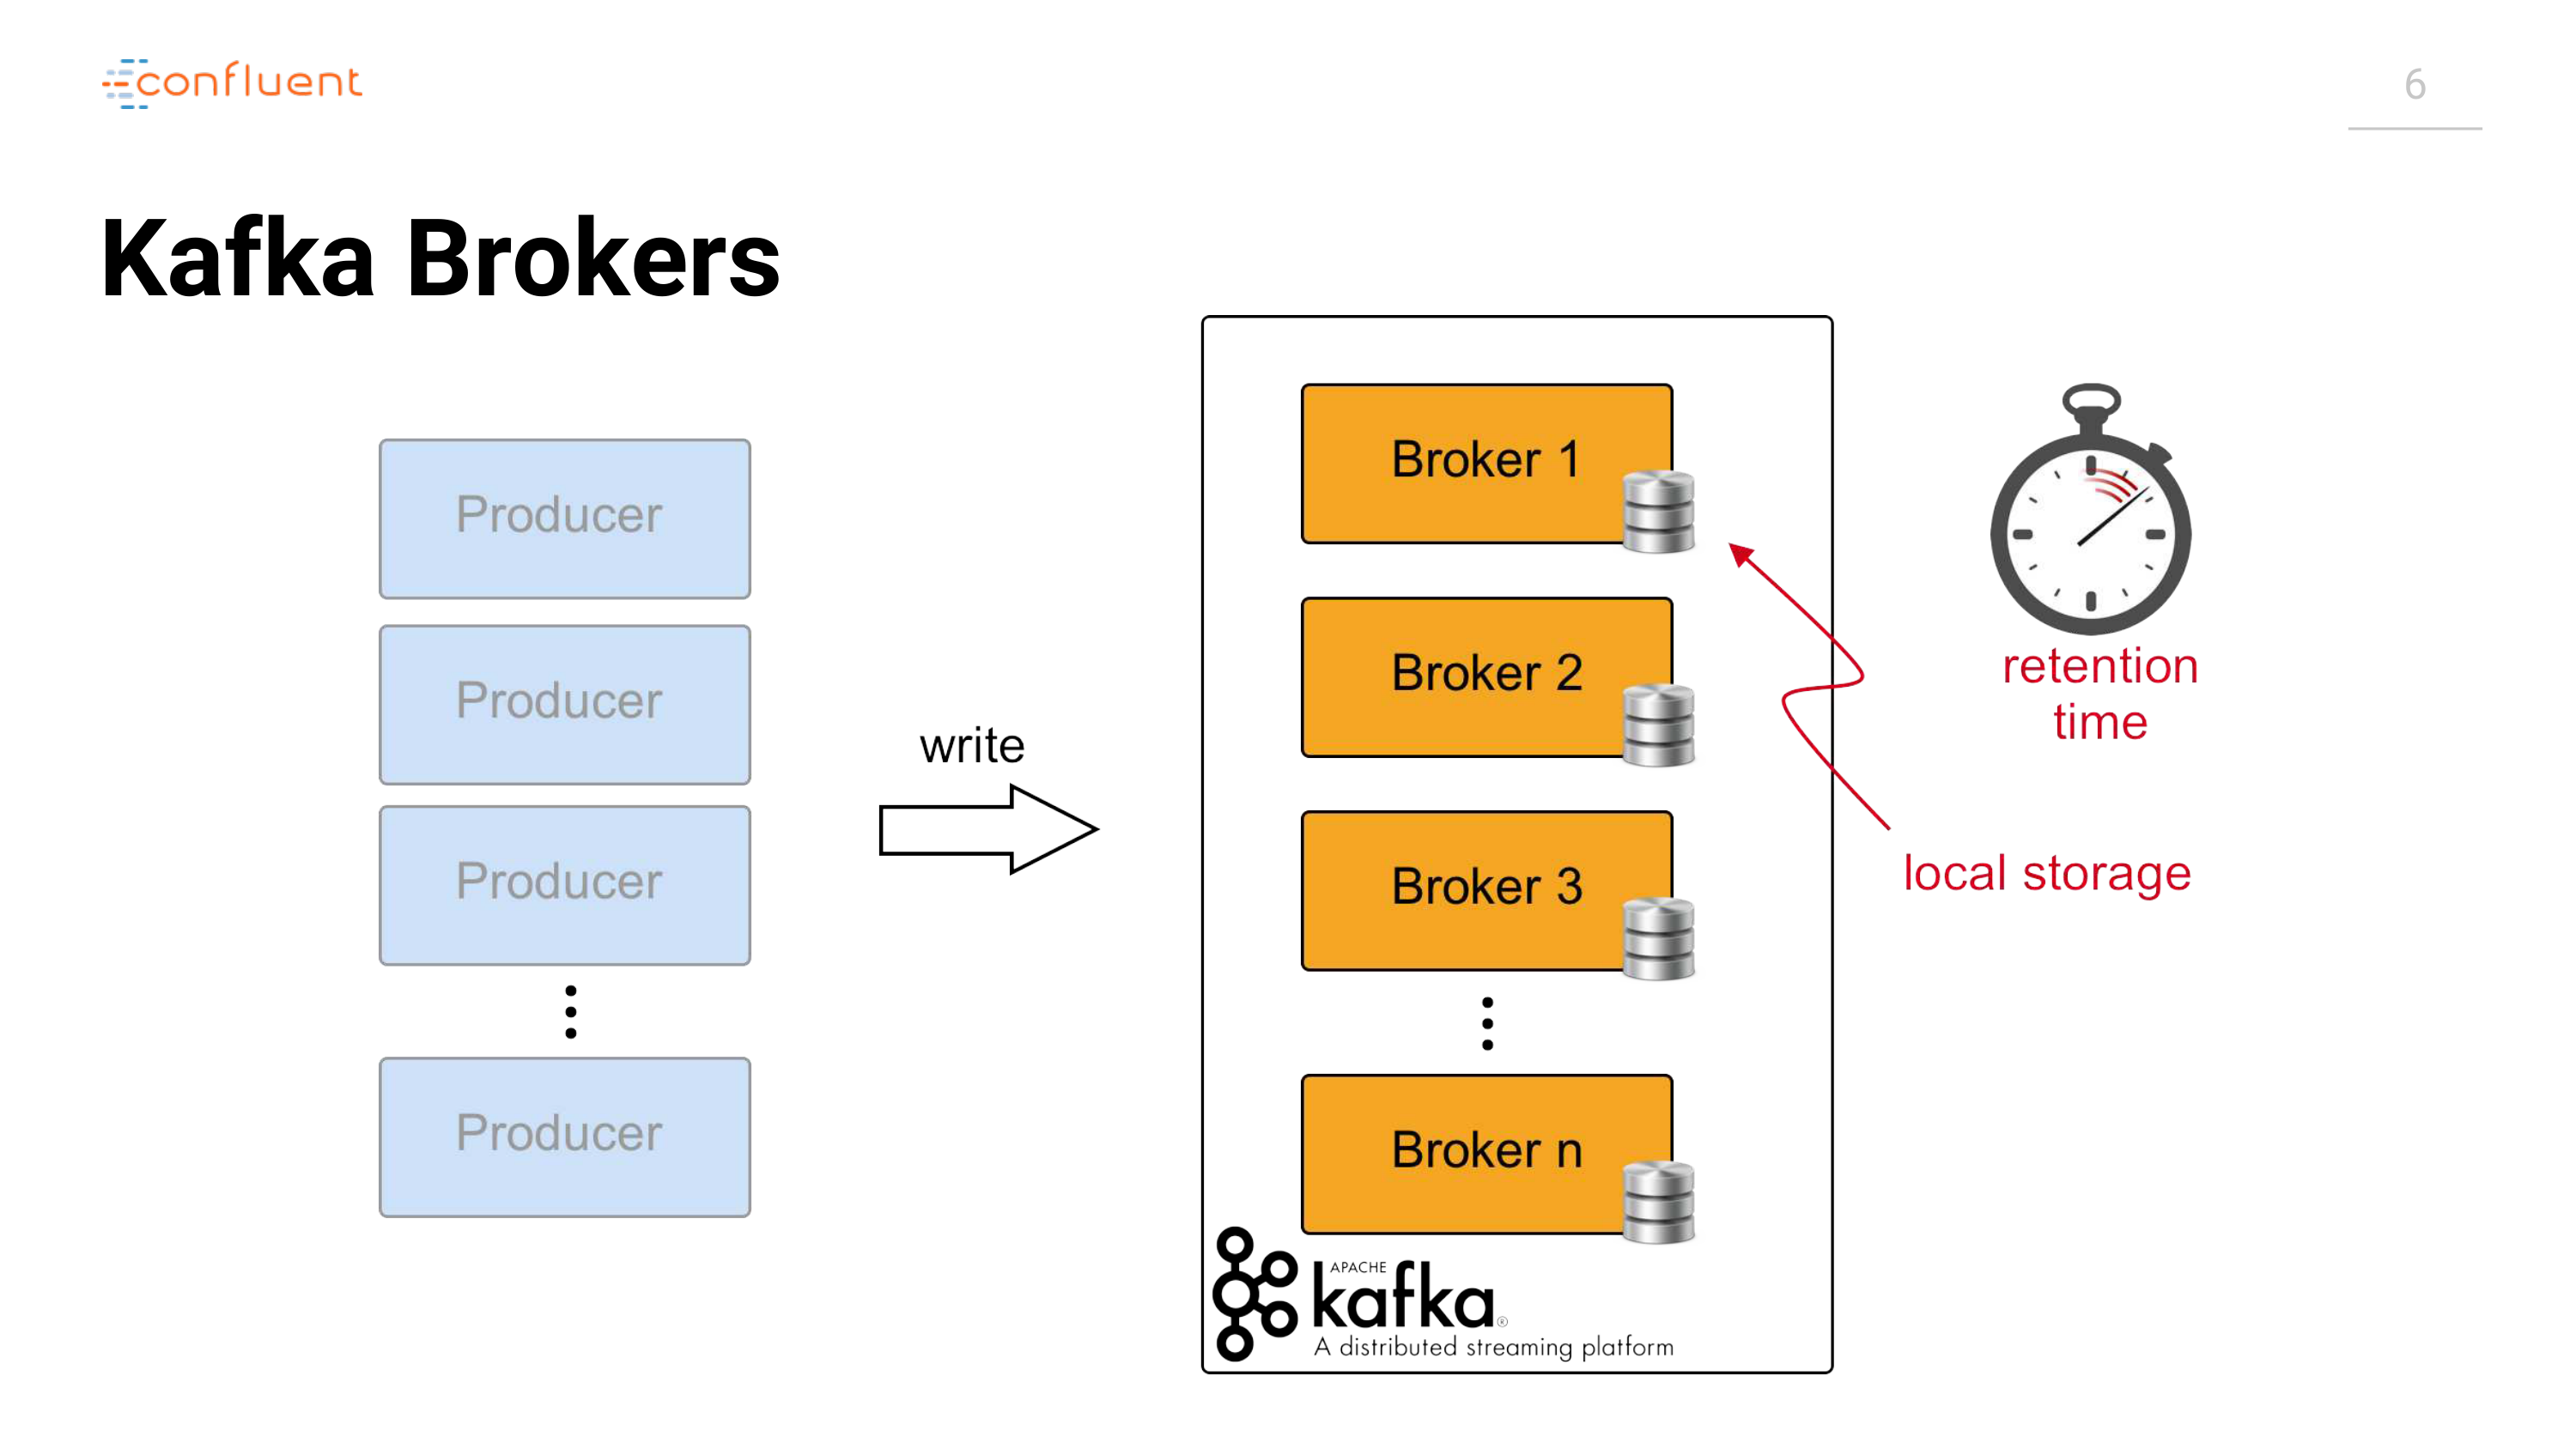 confluent
6
Kafka Brokers
Producer
Producer
Producer
Producer
write
Broker 1
Broker 2
Broker 3
Broker n
APACHE
kafka®
A distributed streaming platform
retention
time
local storage